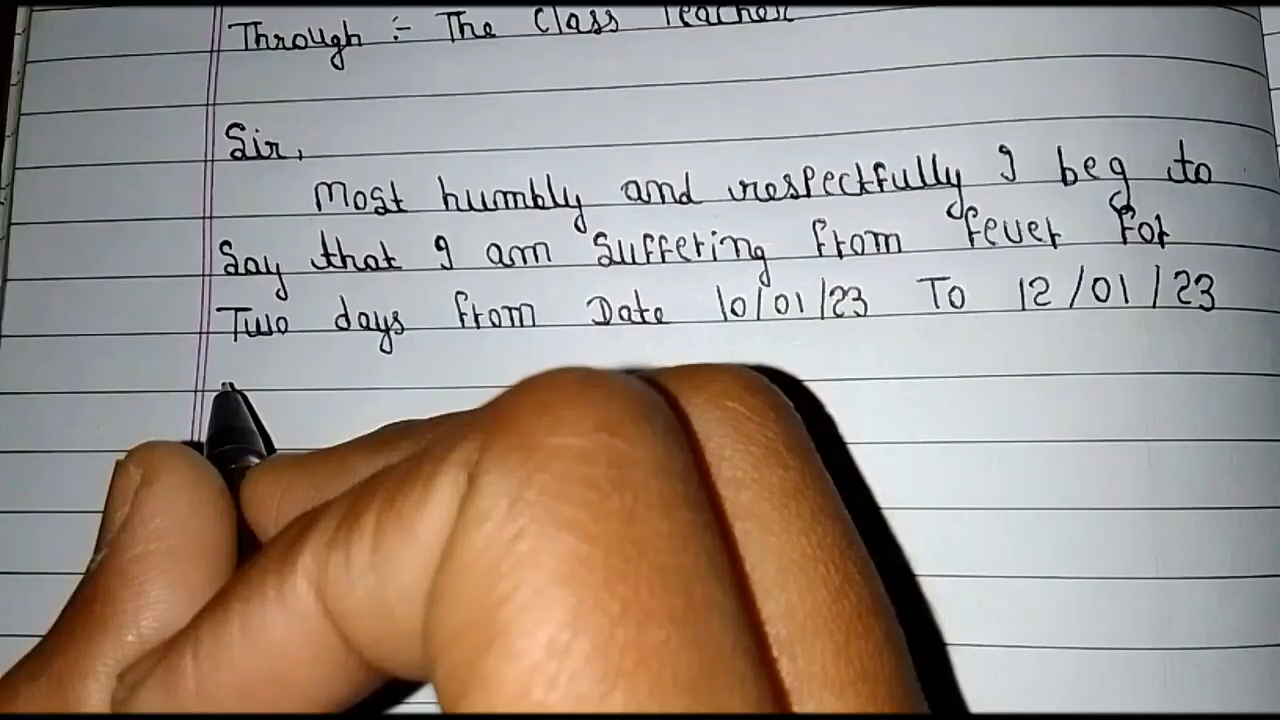 Through :- The Class Teacher
Sir,
Most humbly and respectfully I beg to
Say that I am Suffering from fever For
Two days from Date 10/01/23 To 12/01/23